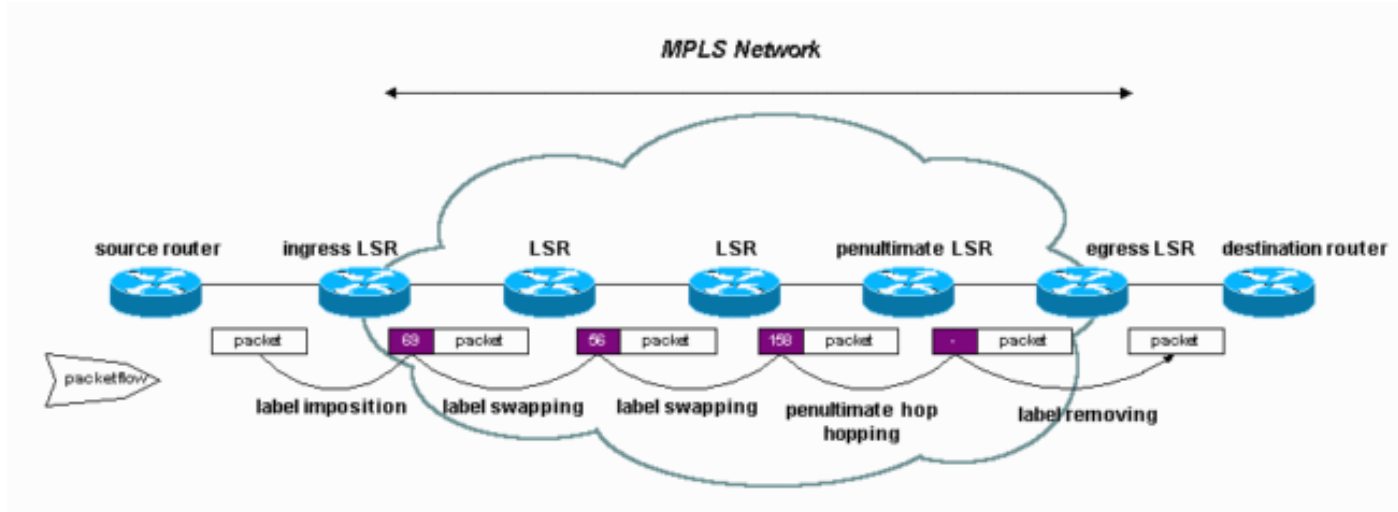 MPLS Network
source router
ingress LSR
LSR
LSR
penultimate LSR
egress LSR
destination router
packet
69 packet
56 packet
158 packet
- packet
packet
packetflow
label imposition
label swapping
label swapping
penultimate hop
hopping
label removing